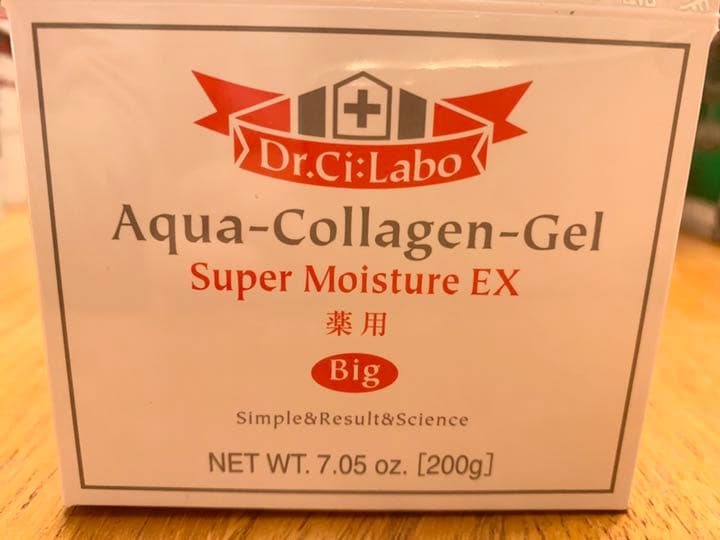 Dr.Ci:Labo
Aqua-Collagen-Gel
Super Moisture EX
薬用
Big
Simple&Result&Science
NET WT. 7.05 oz. [200g]